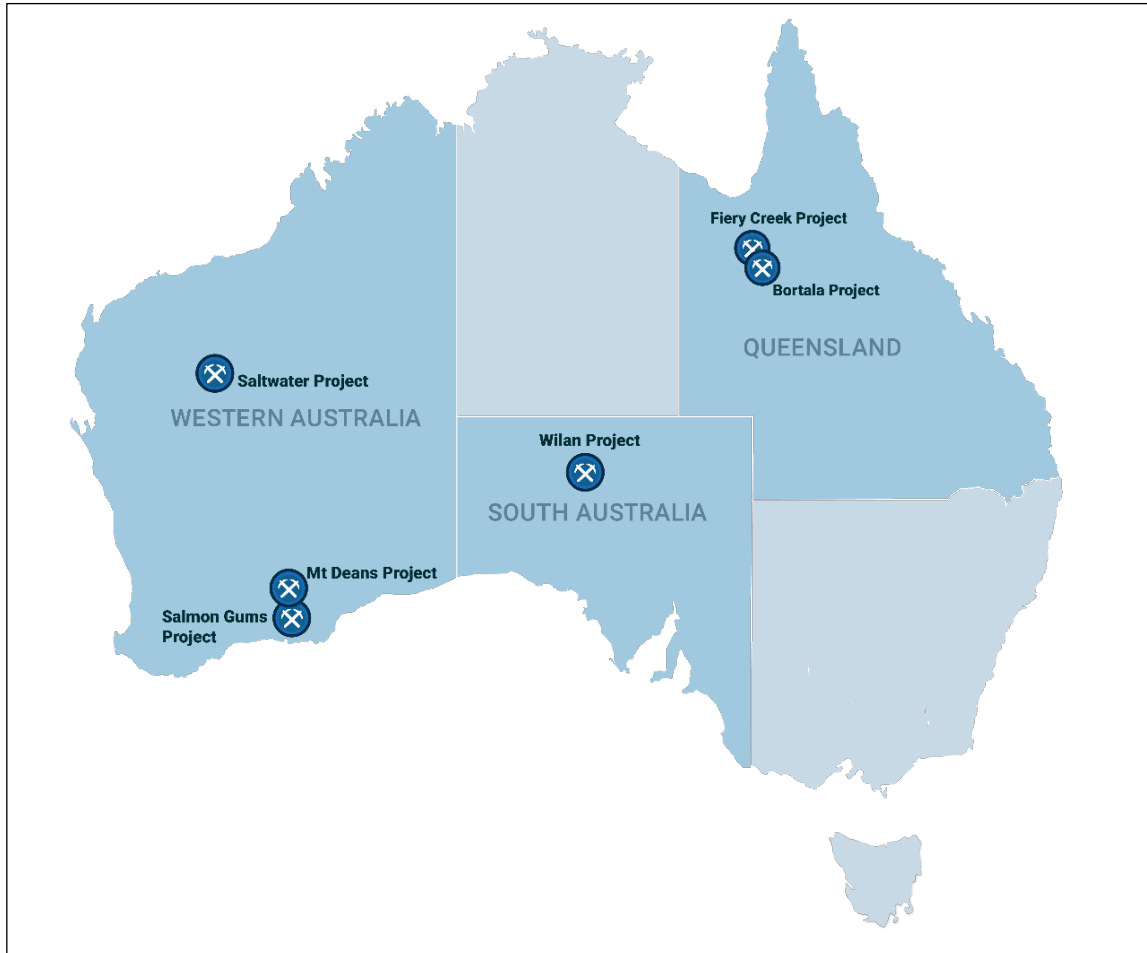 Fiery Creek Project
Bortala Project
QUEENSLAND
Saltwater Project
WESTERN AUSTRALIA
Wilan Project
SOUTH AUSTRALIA
Mt Deans Project
Salmon Gums
Project